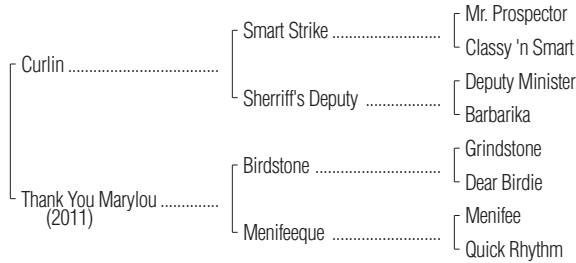 Mr. Prospector
Smart Strike ......................
Classy 'n Smart
Curlin ...............................
Deputy Minister
Sherriff's Deputy ...............
Barbarika
Grindstone
Birdstone .........................
Dear Birdie
Thank You Marylou ............
(2011)
Menifee
Menifeeque .......................
Quick Rhythm